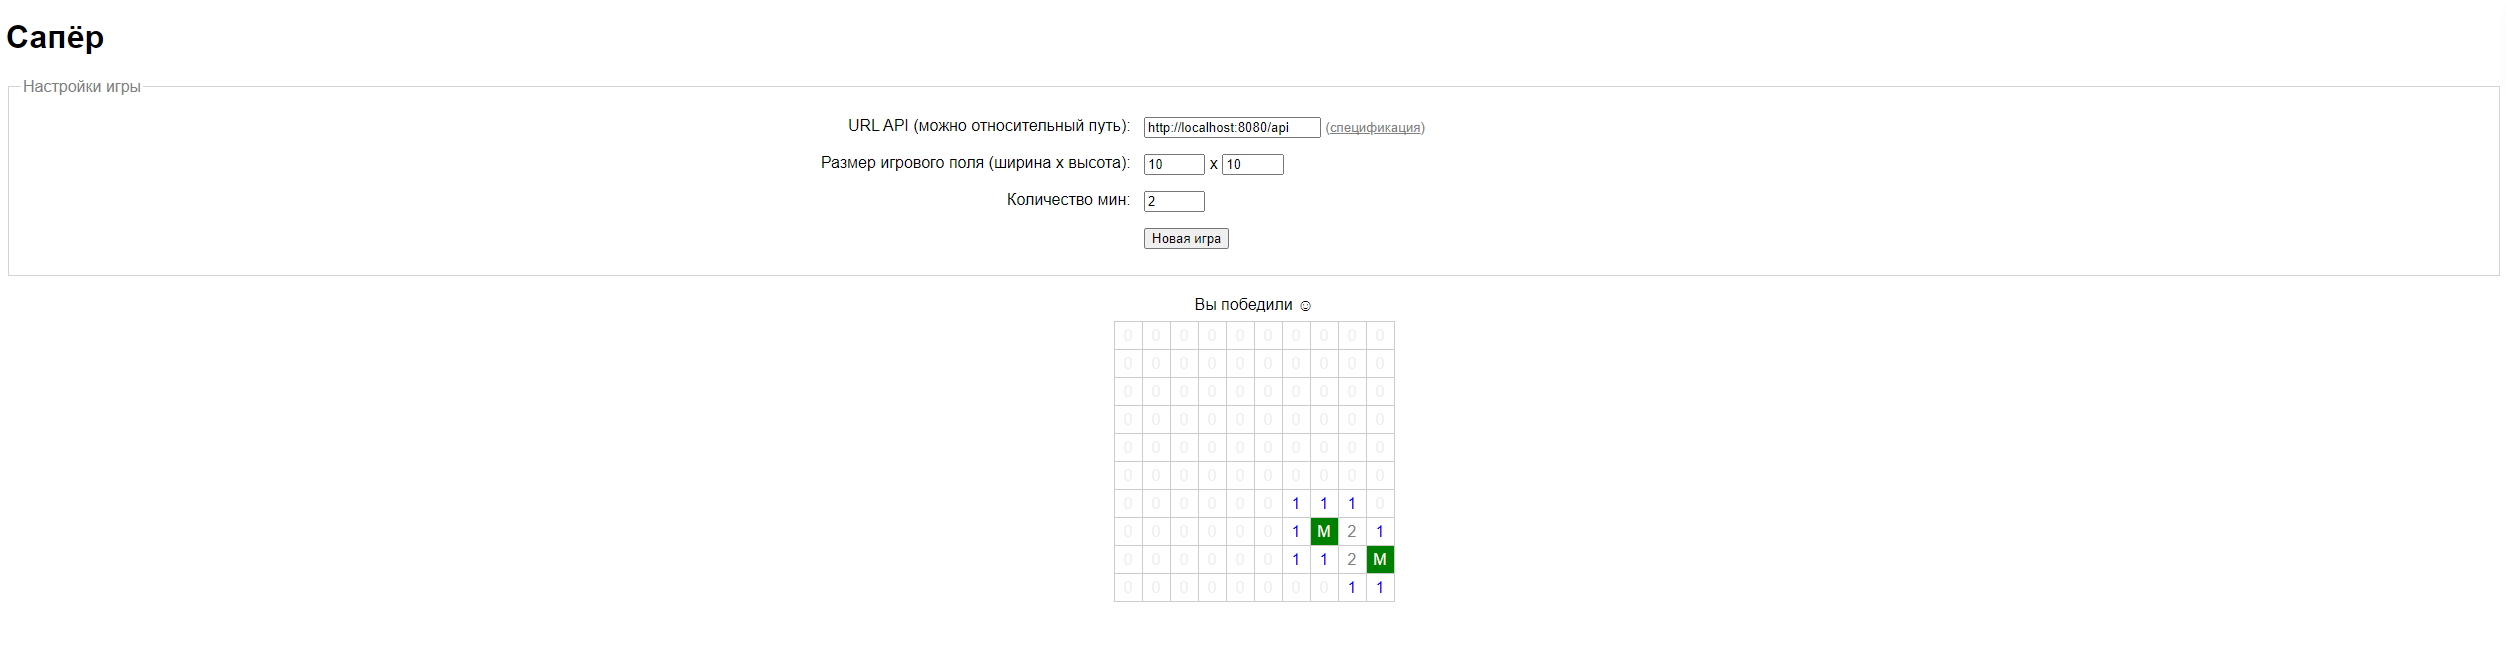 Сапёр
Настройки игры
URL API (можно относительный путь): http://localhost:8080/api (спецификация)
Размер игрового поля (ширина x высота): 10 x 10
Количество мин: 2
Новая игра
Вы победили ☺
0 0 0 0 0 0 0 0 0 0
0 0 0 0 0 0 0 0 0 0
0 0 0 0 0 0 0 0 0 0
0 0 0 0 0 0 0 0 0 0
0 0 0 0 0 0 0 0 0 0
0 0 0 0 0 0 0 0 0 0
0 0 0 0 0 0 1 1 1 0
0 0 0 0 0 0 1 M 2 1
0 0 0 0 0 0 1 1 2 M
0 0 0 0 0 0 0 0 1 1